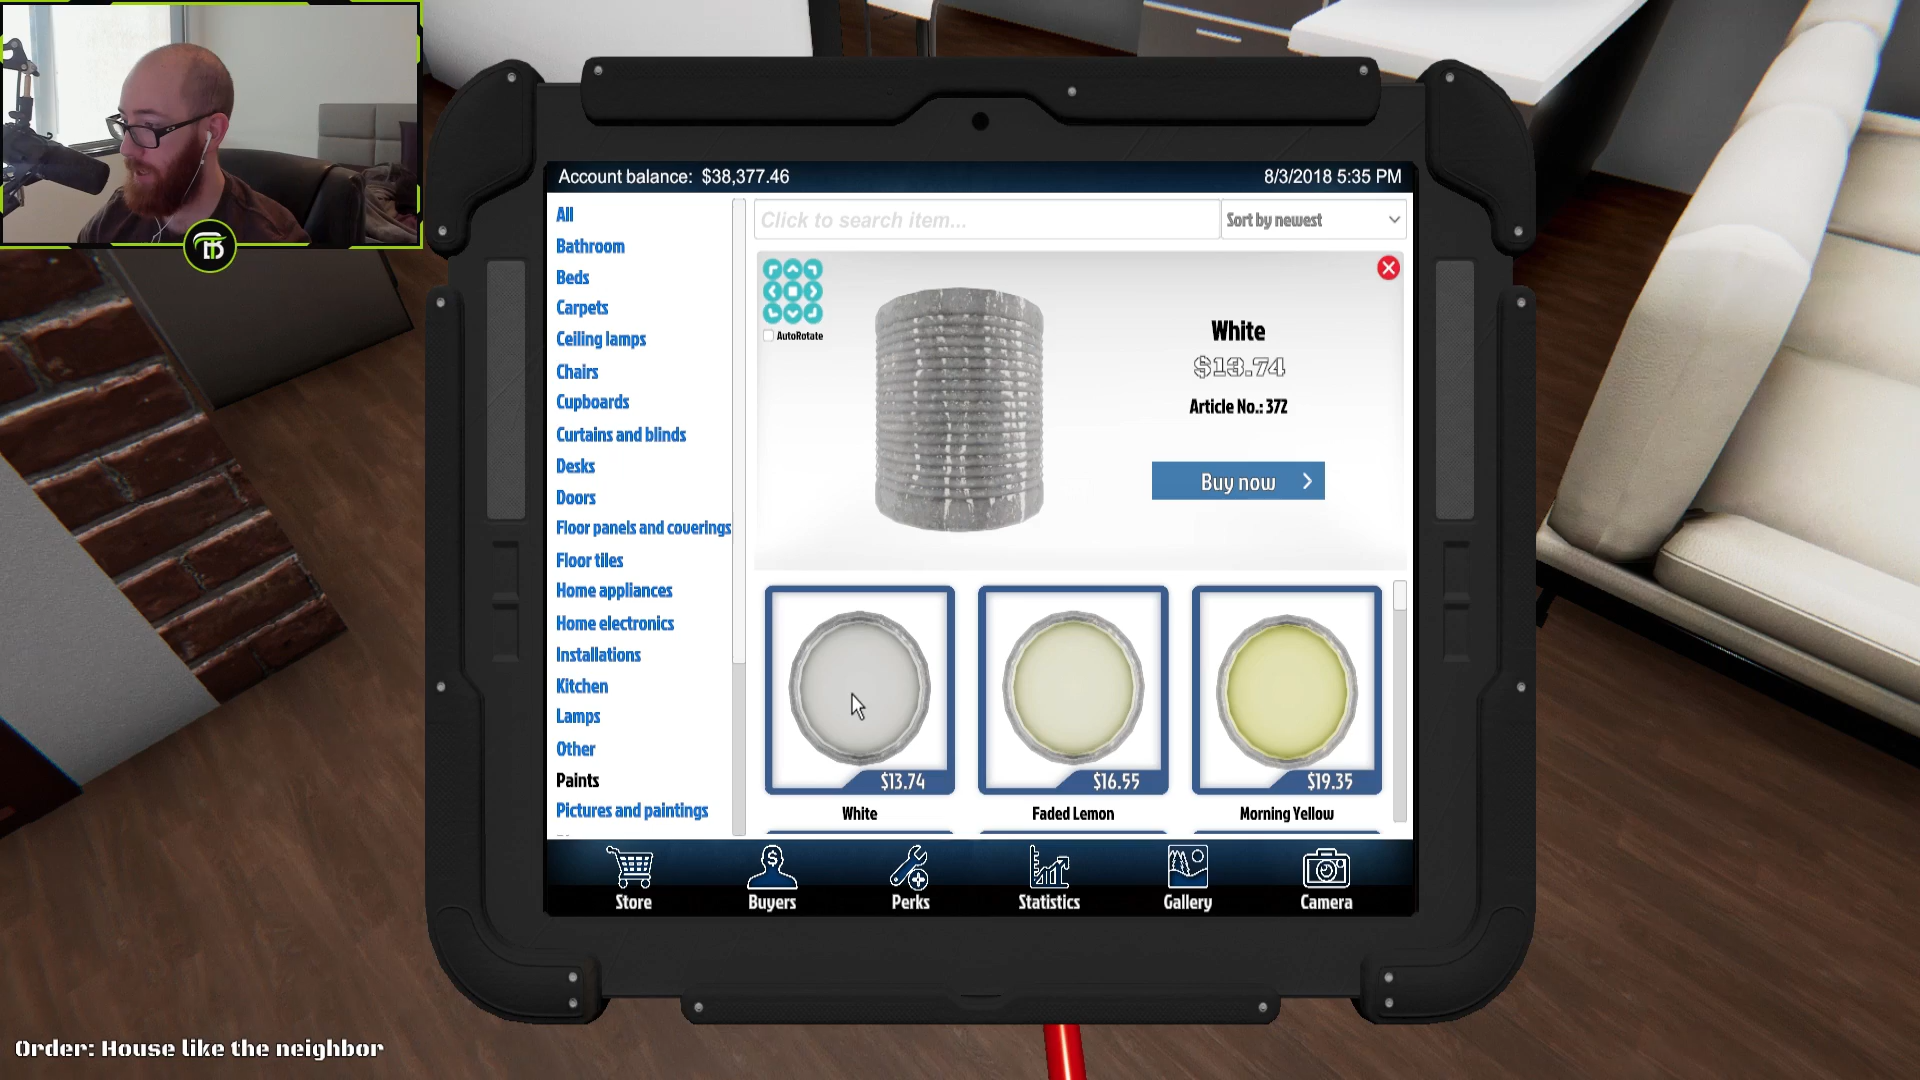 Account balance: $38,377.46
8/3/2018 5:35 PM
All
Bathroom
Beds
Carpets
Ceiling lamps
Chairs
Cupboards
Curtains and blinds
Desks
Doors
Floor panels and coverings
Floor tiles
Home appliances
Home electronics
Installations
Kitchen
Lamps
Other
Paints
Pictures and paintings
Click to search item...
Sort by newest
AutoRotate
White
$13.74
Article No.: 372
Buy now
$13.74
White
$16.55
Faded Lemon
$19.35
Morning Yellow
Store
Buyers
Perks
Statistics
Gallery
Camera
Order: House like the neighbor